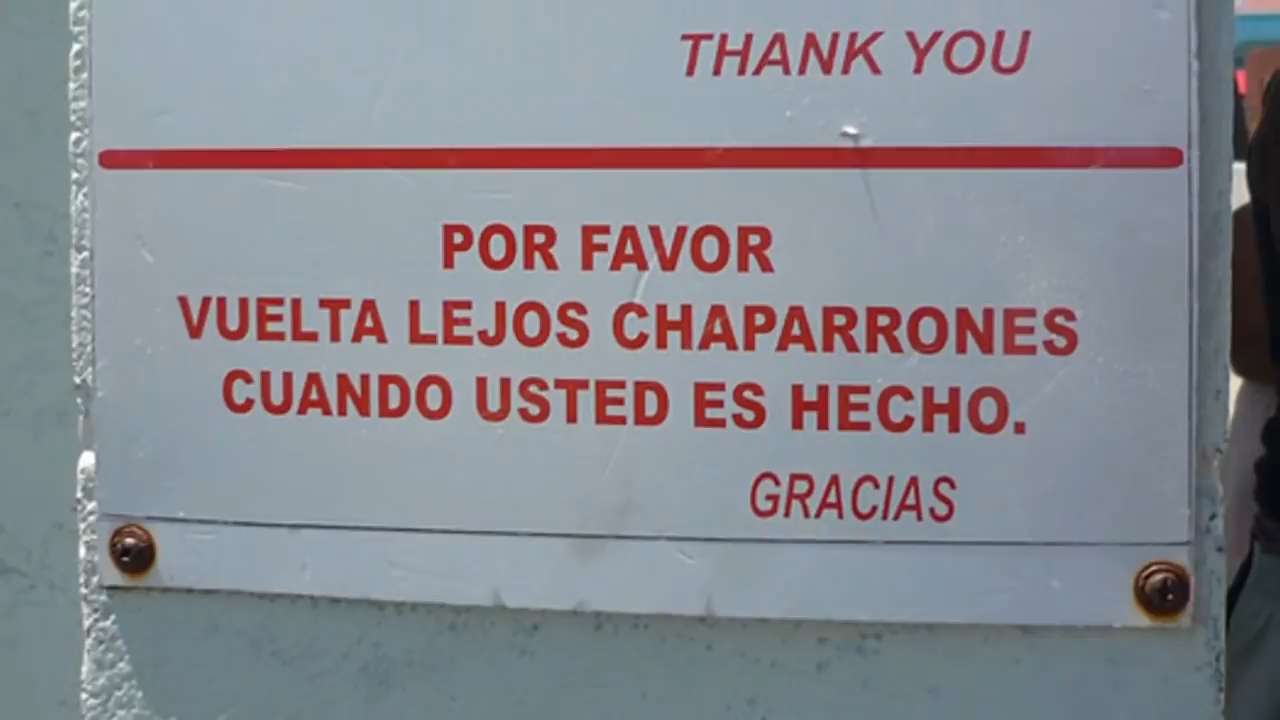 THANK YOU
POR FAVOR
VUELTA LEJOS CHAPARRONES
CUANDO USTED ES HECHO.
GRACIAS